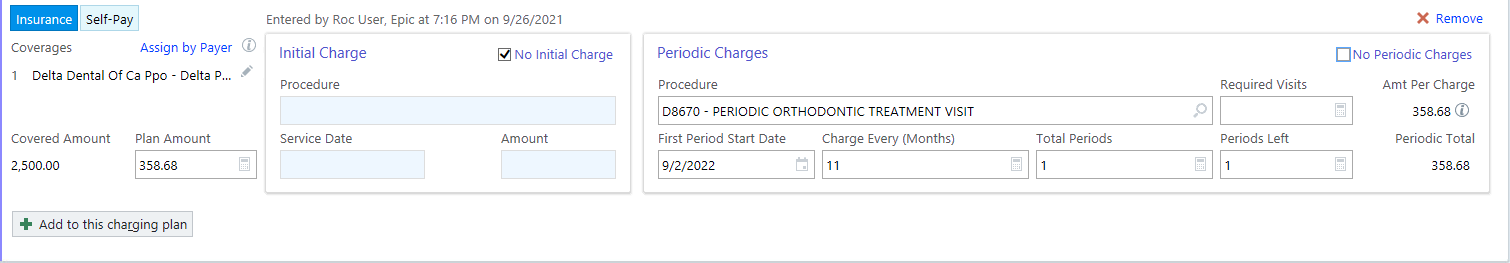 Insurance Self-Pay Entered by Roc User, Epic at 7:16 PM on 9/26/2021 Remove
Coverages Assign by Payer
1 Delta Dental Of Ca Ppo - Delta P...
Covered Amount Plan Amount
2,500.00 358.68
Initial Charge No Initial Charge
Procedure
Service Date Amount
Periodic Charges No Periodic Charges
Procedure Required Visits Amt Per Charge
D8670 - PERIODIC ORTHODONTIC TREATMENT VISIT 358.68
First Period Start Date Charge Every (Months) Total Periods Periods Left Periodic Total
9/2/2022 11 1 1 358.68
Add to this charging plan